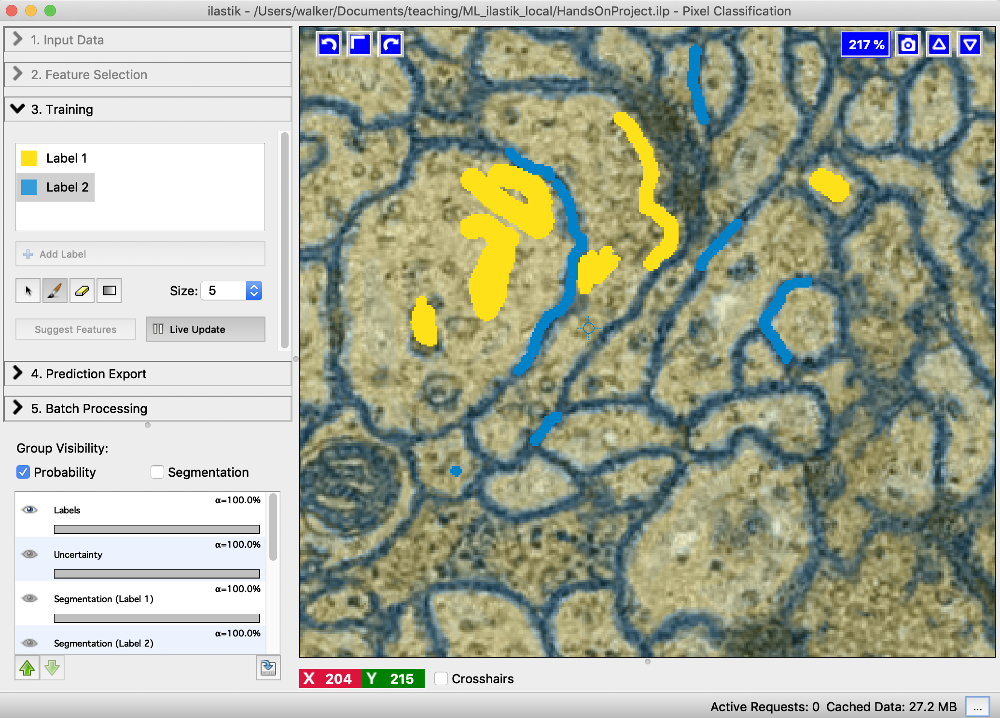 ilastik - /Users/walker/Documents/teaching/ML_ilastik_local/HandsOnProject.ilp - Pixel Classification
1. Input Data
2. Feature Selection
3. Training
Label 1
Label 2
Add Label
Size: 5
Suggest Features
Live Update
4. Prediction Export
5. Batch Processing
Group Visibility:
Probability Segmentation
α=100.0%
Labels
α=100.0%
Uncertainty
α=100.0%
Segmentation (Label 1)
α=100.0%
Segmentation (Label 2)
217 %
X 204 Y 215 Crosshairs
Active Requests: 0 Cached Data: 27.2 MB ...